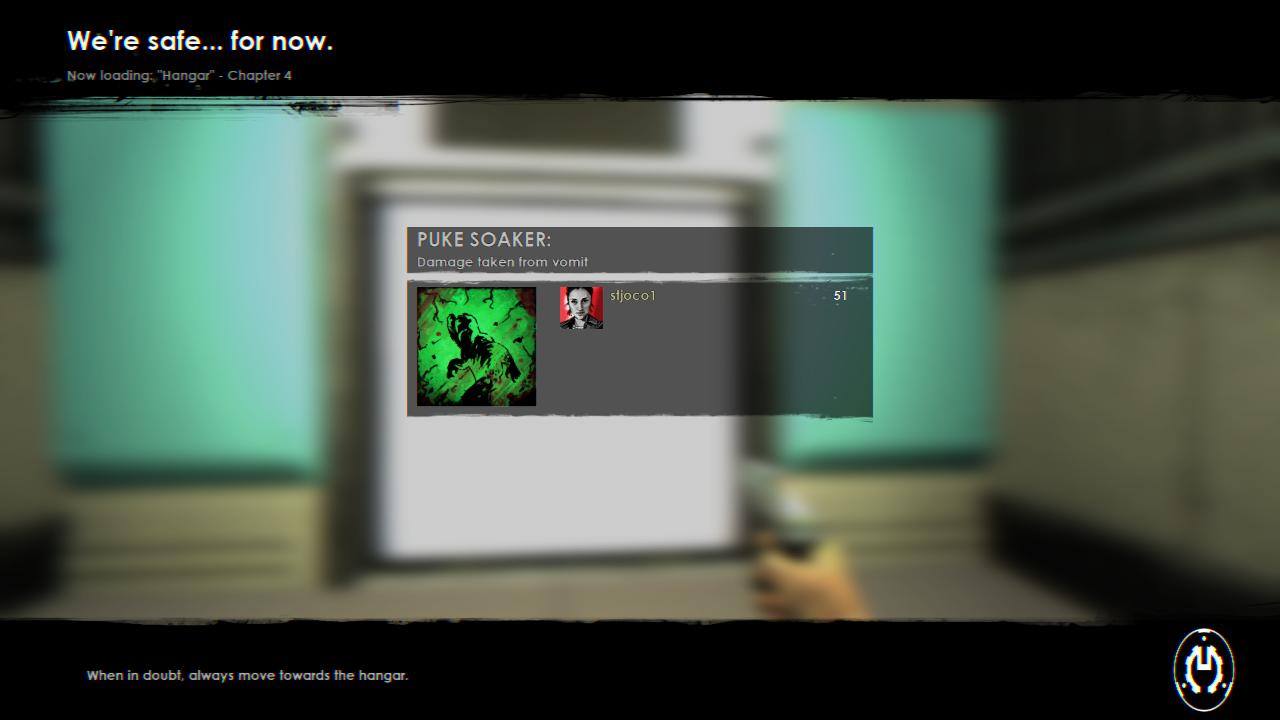 We're safe... for now.
Now loading: "Hangar" - Chapter 4
PUKE SOAKER:
Damage taken from vomit
stjoco1 51
When in doubt, always move towards the hangar.